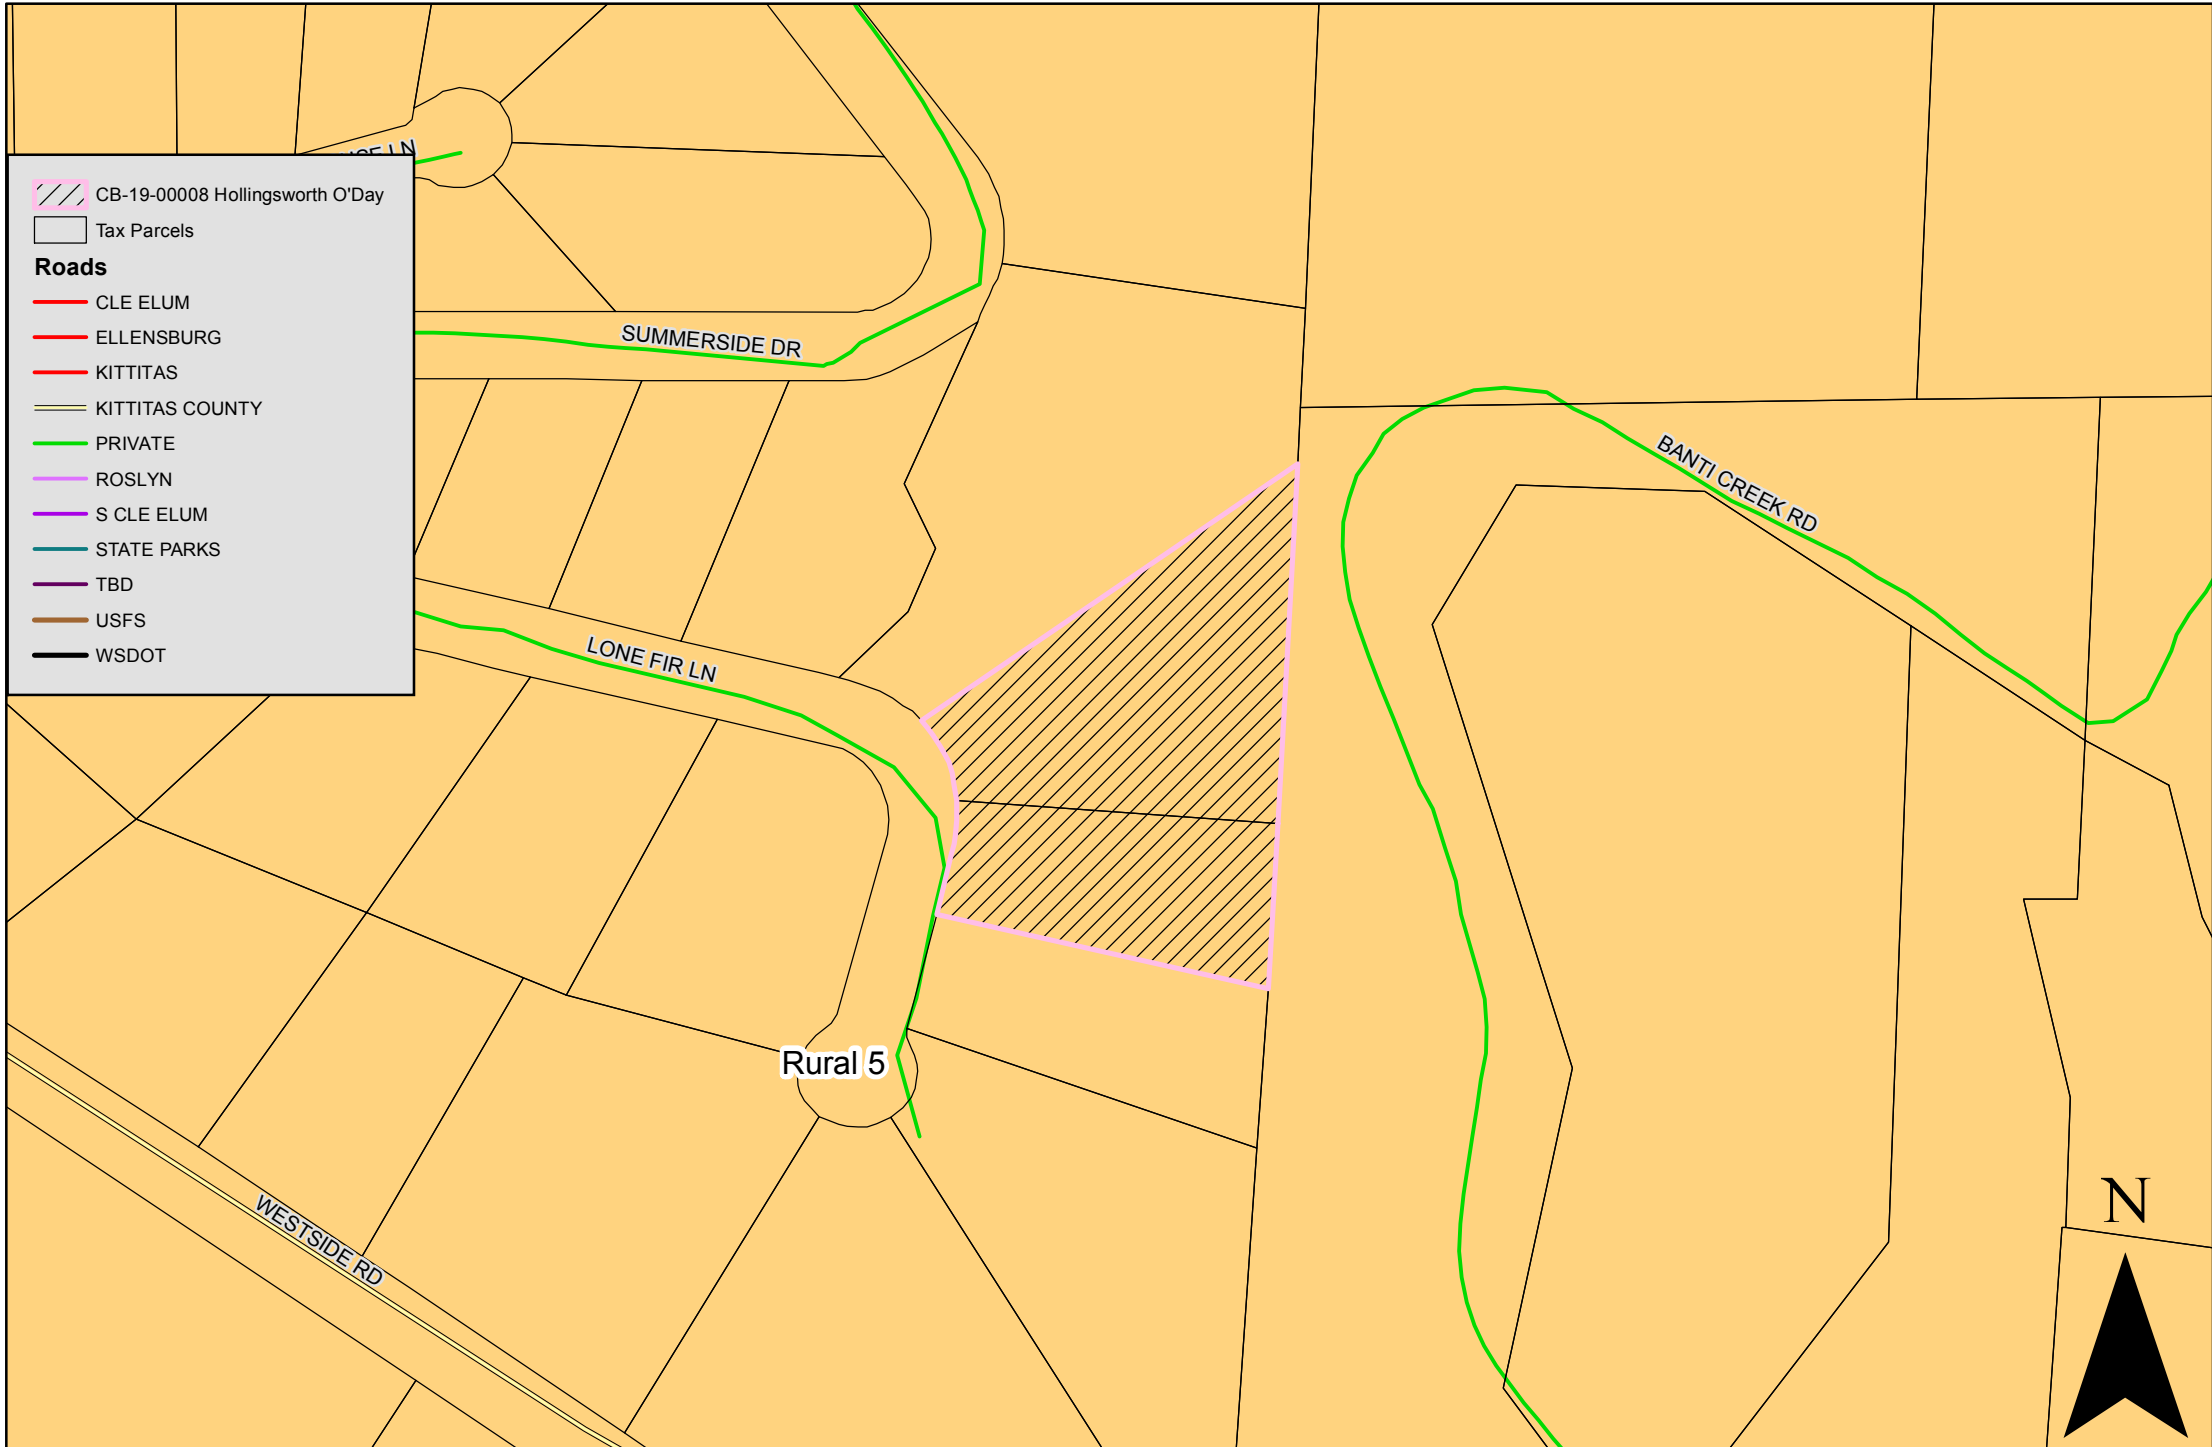 LN
CB-19-00008 Hollingsworth O'Day
Tax Parcels
Roads
CLE ELUM
ELLENSBURG
KITTITAS
KITTITAS COUNTY
PRIVATE
ROSLYN
S CLE ELUM
STATE PARKS
TBD
USFS
WSDOT
SUMMERSIDE DR
BANTI CREEK RD
LONE FIR LN
Rural 5
WESTSIDE RD
N